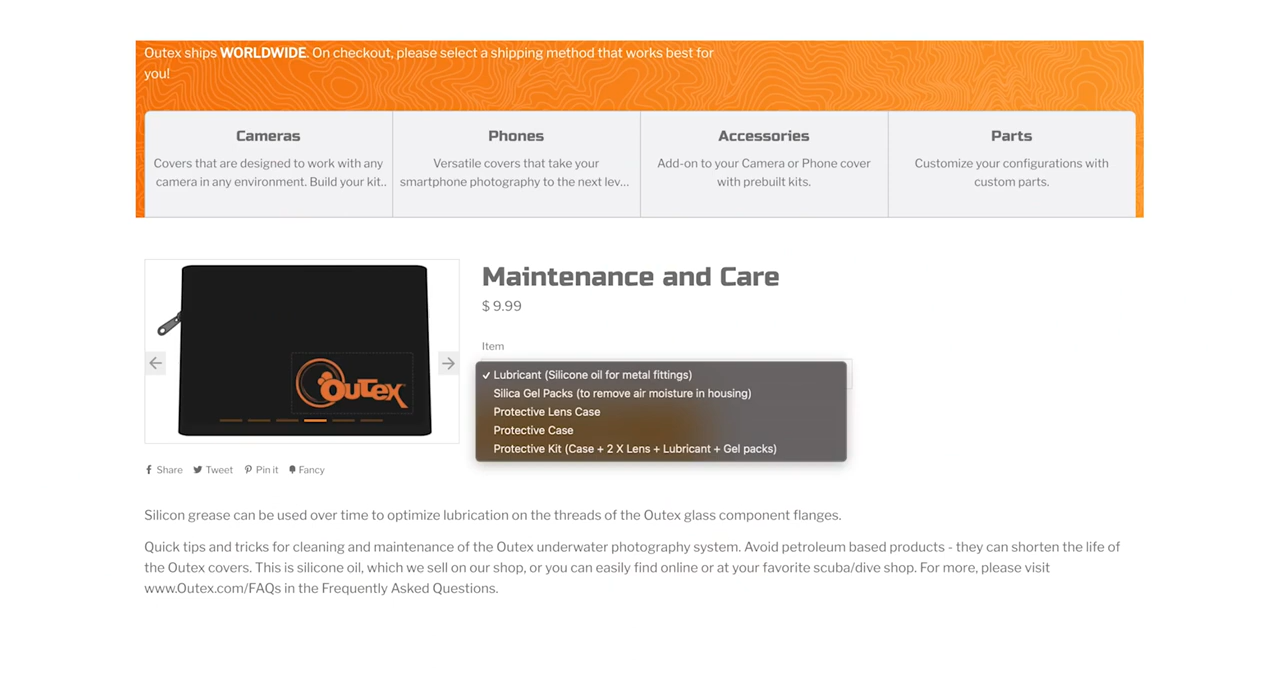 Outex ships WORLDWIDE. On checkout, please select a shipping method that works best for
you!
Cameras
Covers that are designed to work with any
camera in any environment. Build your kit..
Phones
Versatile covers that take your
smartphone photography to the next lev...
Accessories
Add-on to your Camera or Phone cover
with prebuilt kits.
Parts
Customize your configurations with
custom parts.
OUTEX
Maintenance and Care
$ 9.99
Item
✓ Lubricant (Silicone oil for metal fittings)
Silica Gel Packs (to remove air moisture in housing)
Protective Lens Case
Protective Case
Protective Kit (Case + 2 X Lens + Lubricant + Gel packs)
Share Tweet Pin it Fancy
Silicon grease can be used over time to optimize lubrication on the threads of the Outex glass component flanges.
Quick tips and tricks for cleaning and maintenance of the Outex underwater photography system. Avoid petroleum based products - they can shorten the life of
the Outex covers. This is silicone oil, which we sell on our shop, or you can easily find online or at your favorite scuba/dive shop. For more, please visit
www.Outex.com/FAQs in the Frequently Asked Questions.